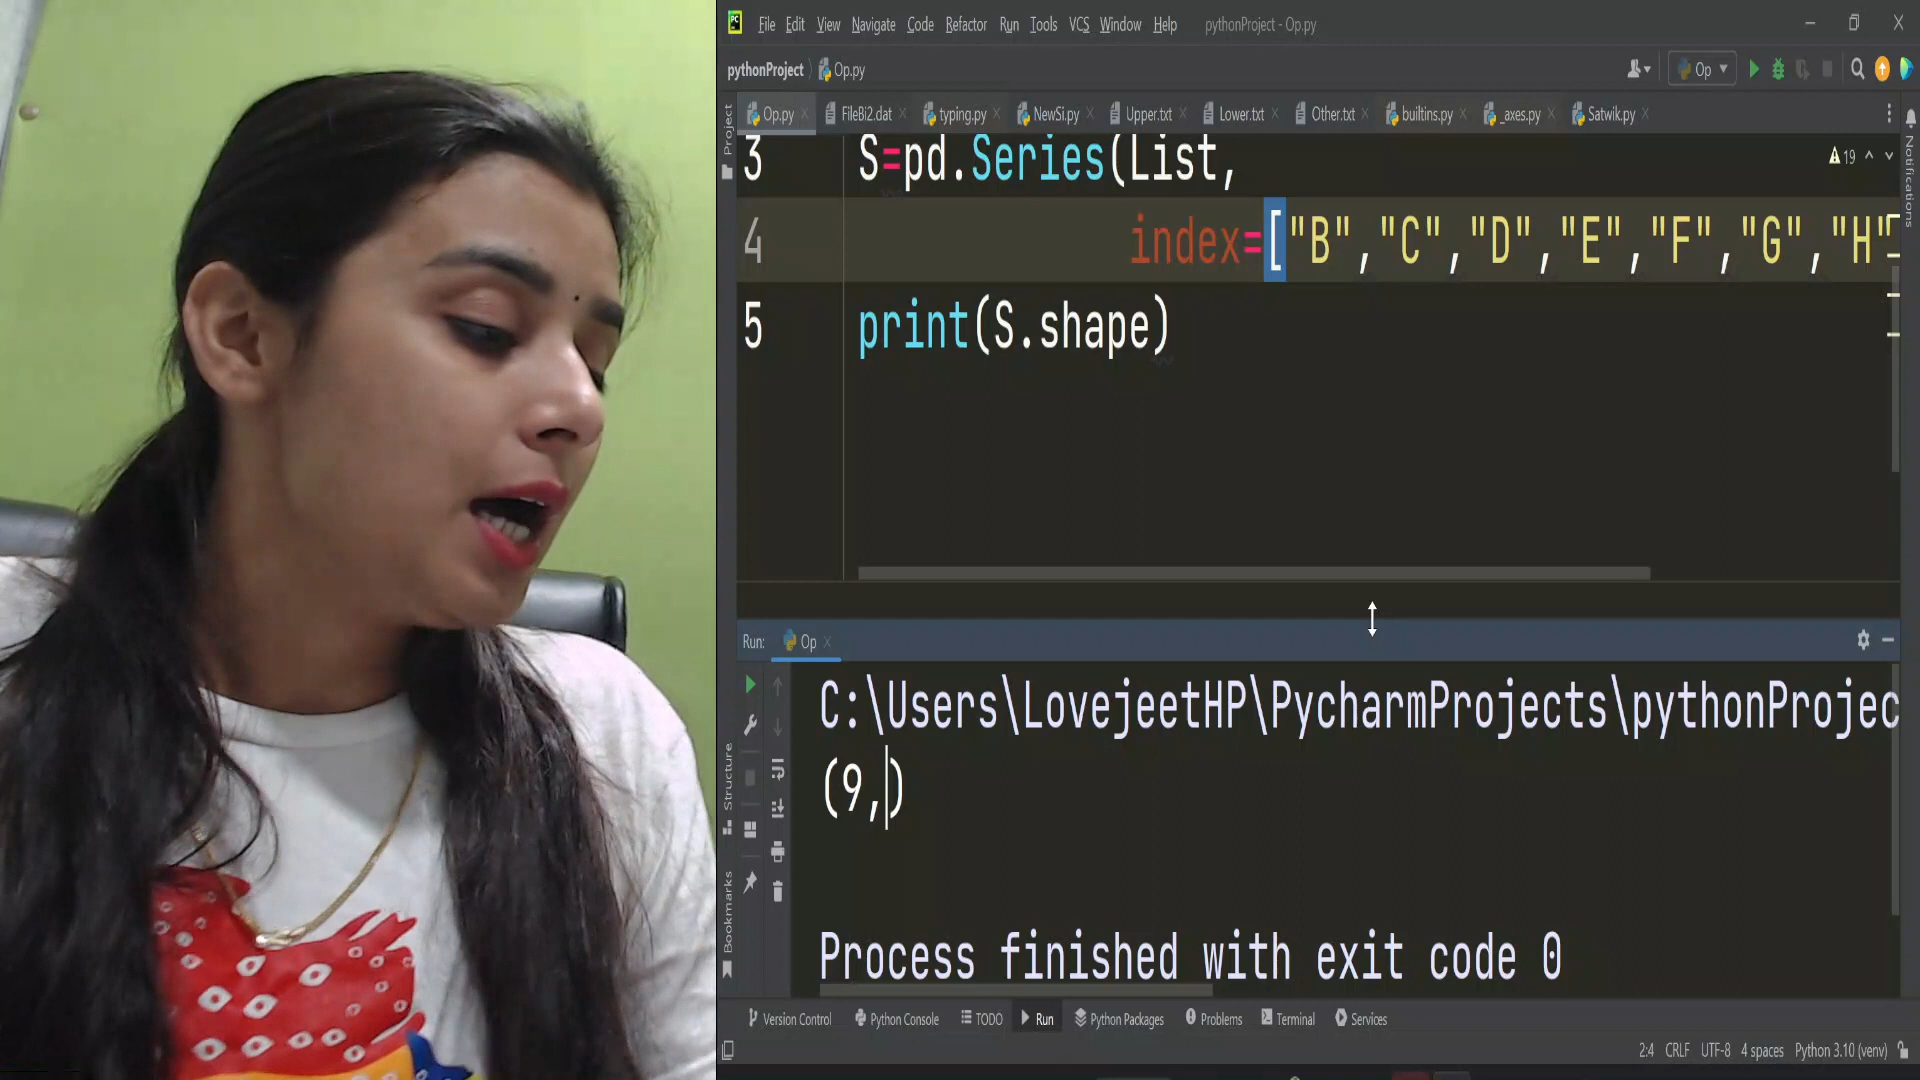 File Edit View Navigate Code Refactor Run Tools VCS Window Help pythonProject - Op.py
pythonProject Op.py Op
Op.py FileBi2.dat typing.py NewSi.py Upper.txt Lower.txt Other.txt builtins.py _axes.py Satwik.py
Project
Notifications
3 S=pd.Series(List,
19
4 index=["B","C","D","E","F","G","H"
5 print(S.shape)
Run: Op
C:\Users\LovejeetHP\PycharmProjects\pythonProjec
(9,)
Structure
Bookmarks
Process finished with exit code 0
Version Control Python Console TODO Run Python Packages Problems Terminal Services
2:4 CRLF UTF-8 4 spaces Python 3.10 (venv)